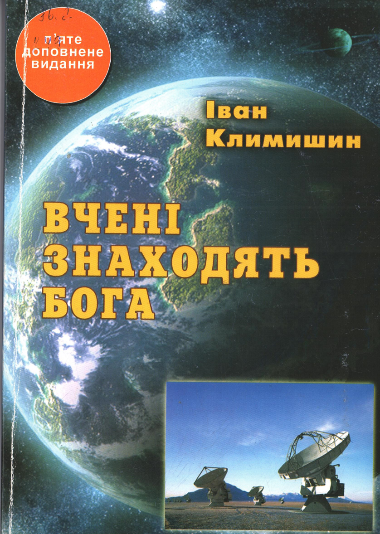 п'яте
доповнене
видання
Іван
Климишин
ВЧЕНІ
ЗНАХОДЯТЬ
БОГА